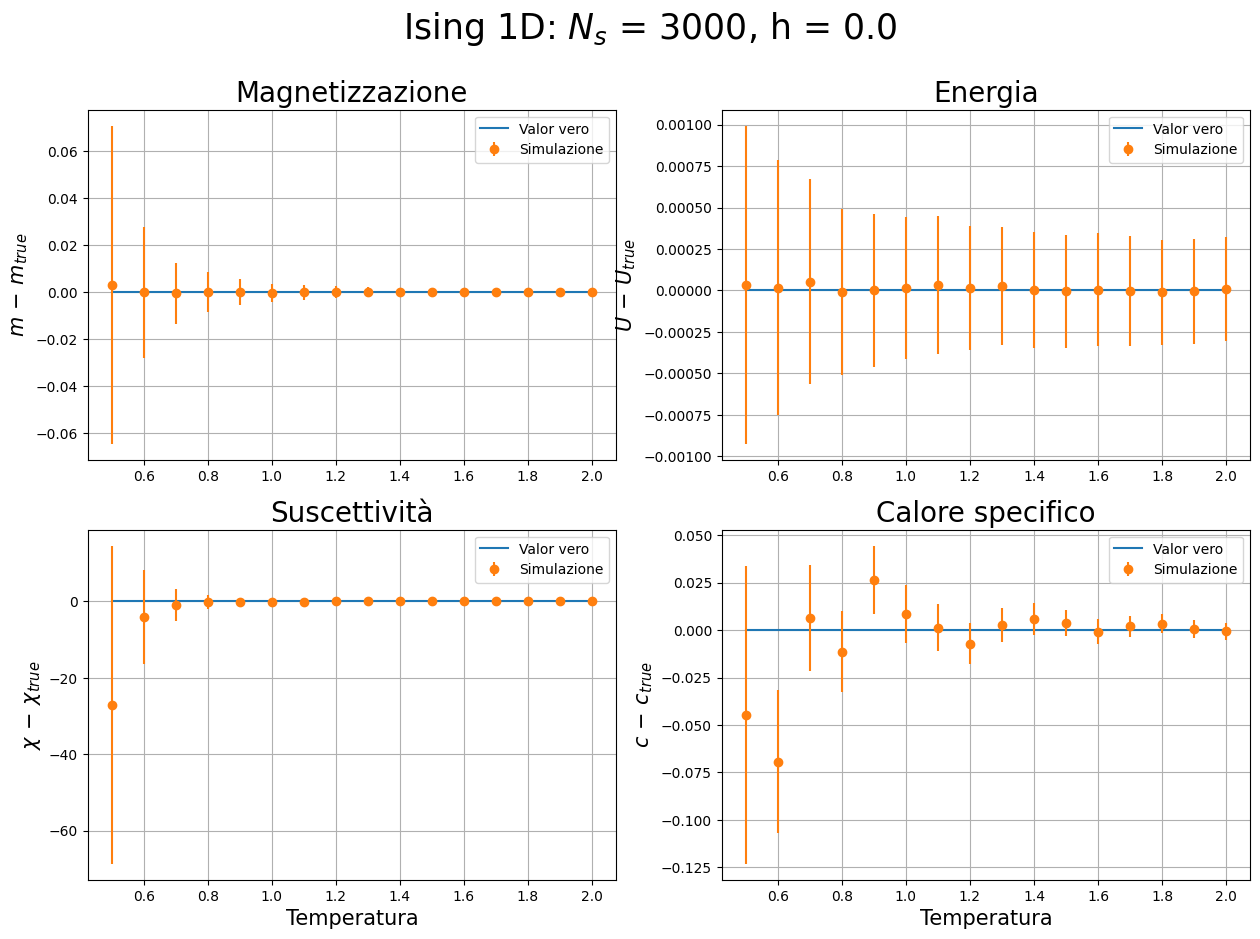 Ising 1D: Nₛ = 3000, h = 0.0
Magnetizzazione
m − m_true
0.06
0.04
0.02
0.00
−0.02
−0.04
−0.06
0.6 0.8 1.0 1.2 1.4 1.6 1.8 2.0
Valor vero
Simulazione
Energia
U − U_true
0.00100
0.00075
0.00050
0.00025
0.00000
−0.00025
−0.00050
−0.00075
−0.00100
0.6 0.8 1.0 1.2 1.4 1.6 1.8 2.0
Valor vero
Simulazione
Suscettività
χ − χ_true
0
−20
−40
−60
0.6 0.8 1.0 1.2 1.4 1.6 1.8 2.0
Temperatura
Valor vero
Simulazione
Calore specifico
c − c_true
0.050
0.025
0.000
−0.025
−0.050
−0.075
−0.100
−0.125
0.6 0.8 1.0 1.2 1.4 1.6 1.8 2.0
Temperatura
Valor vero
Simulazione